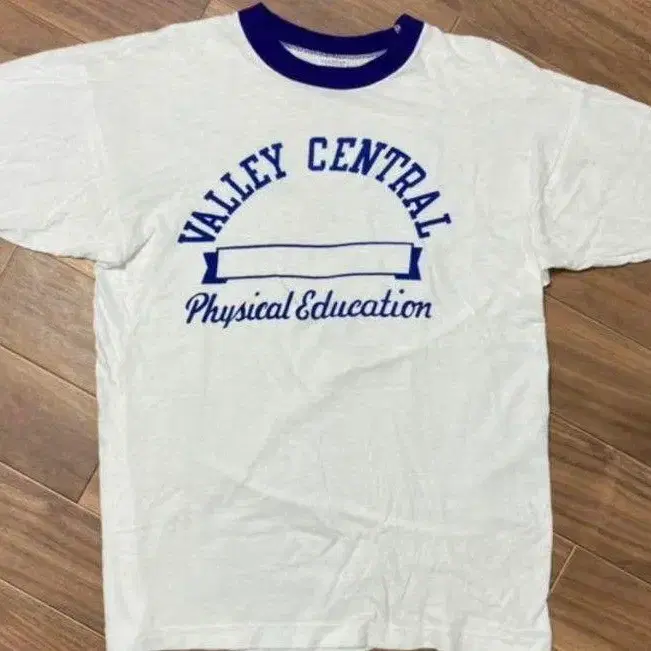 VALLEY CENTRAL
Physical Education